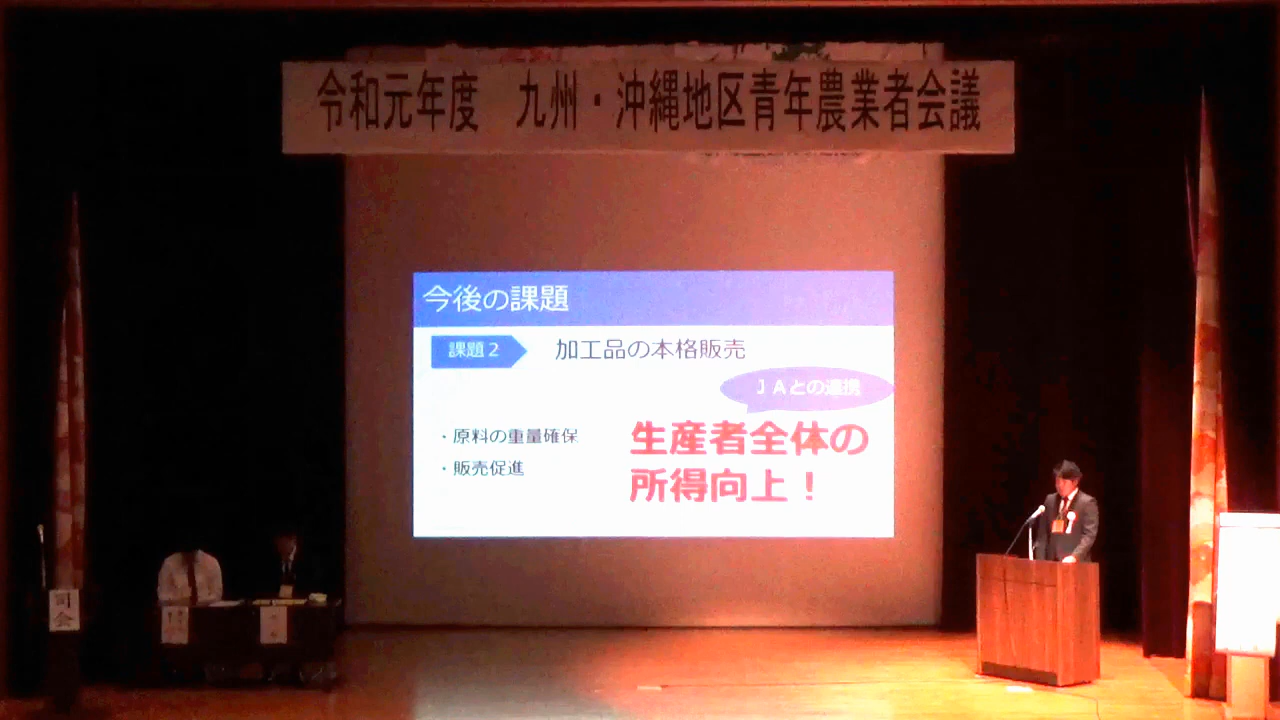 令和元年度　九州・沖縄地区青年農業者会議
今後の課題
課題２
加工品の本格販売
ＪＡとの連携
・原料の重量確保
・販売促進
生産者全体の
所得向上！
司会